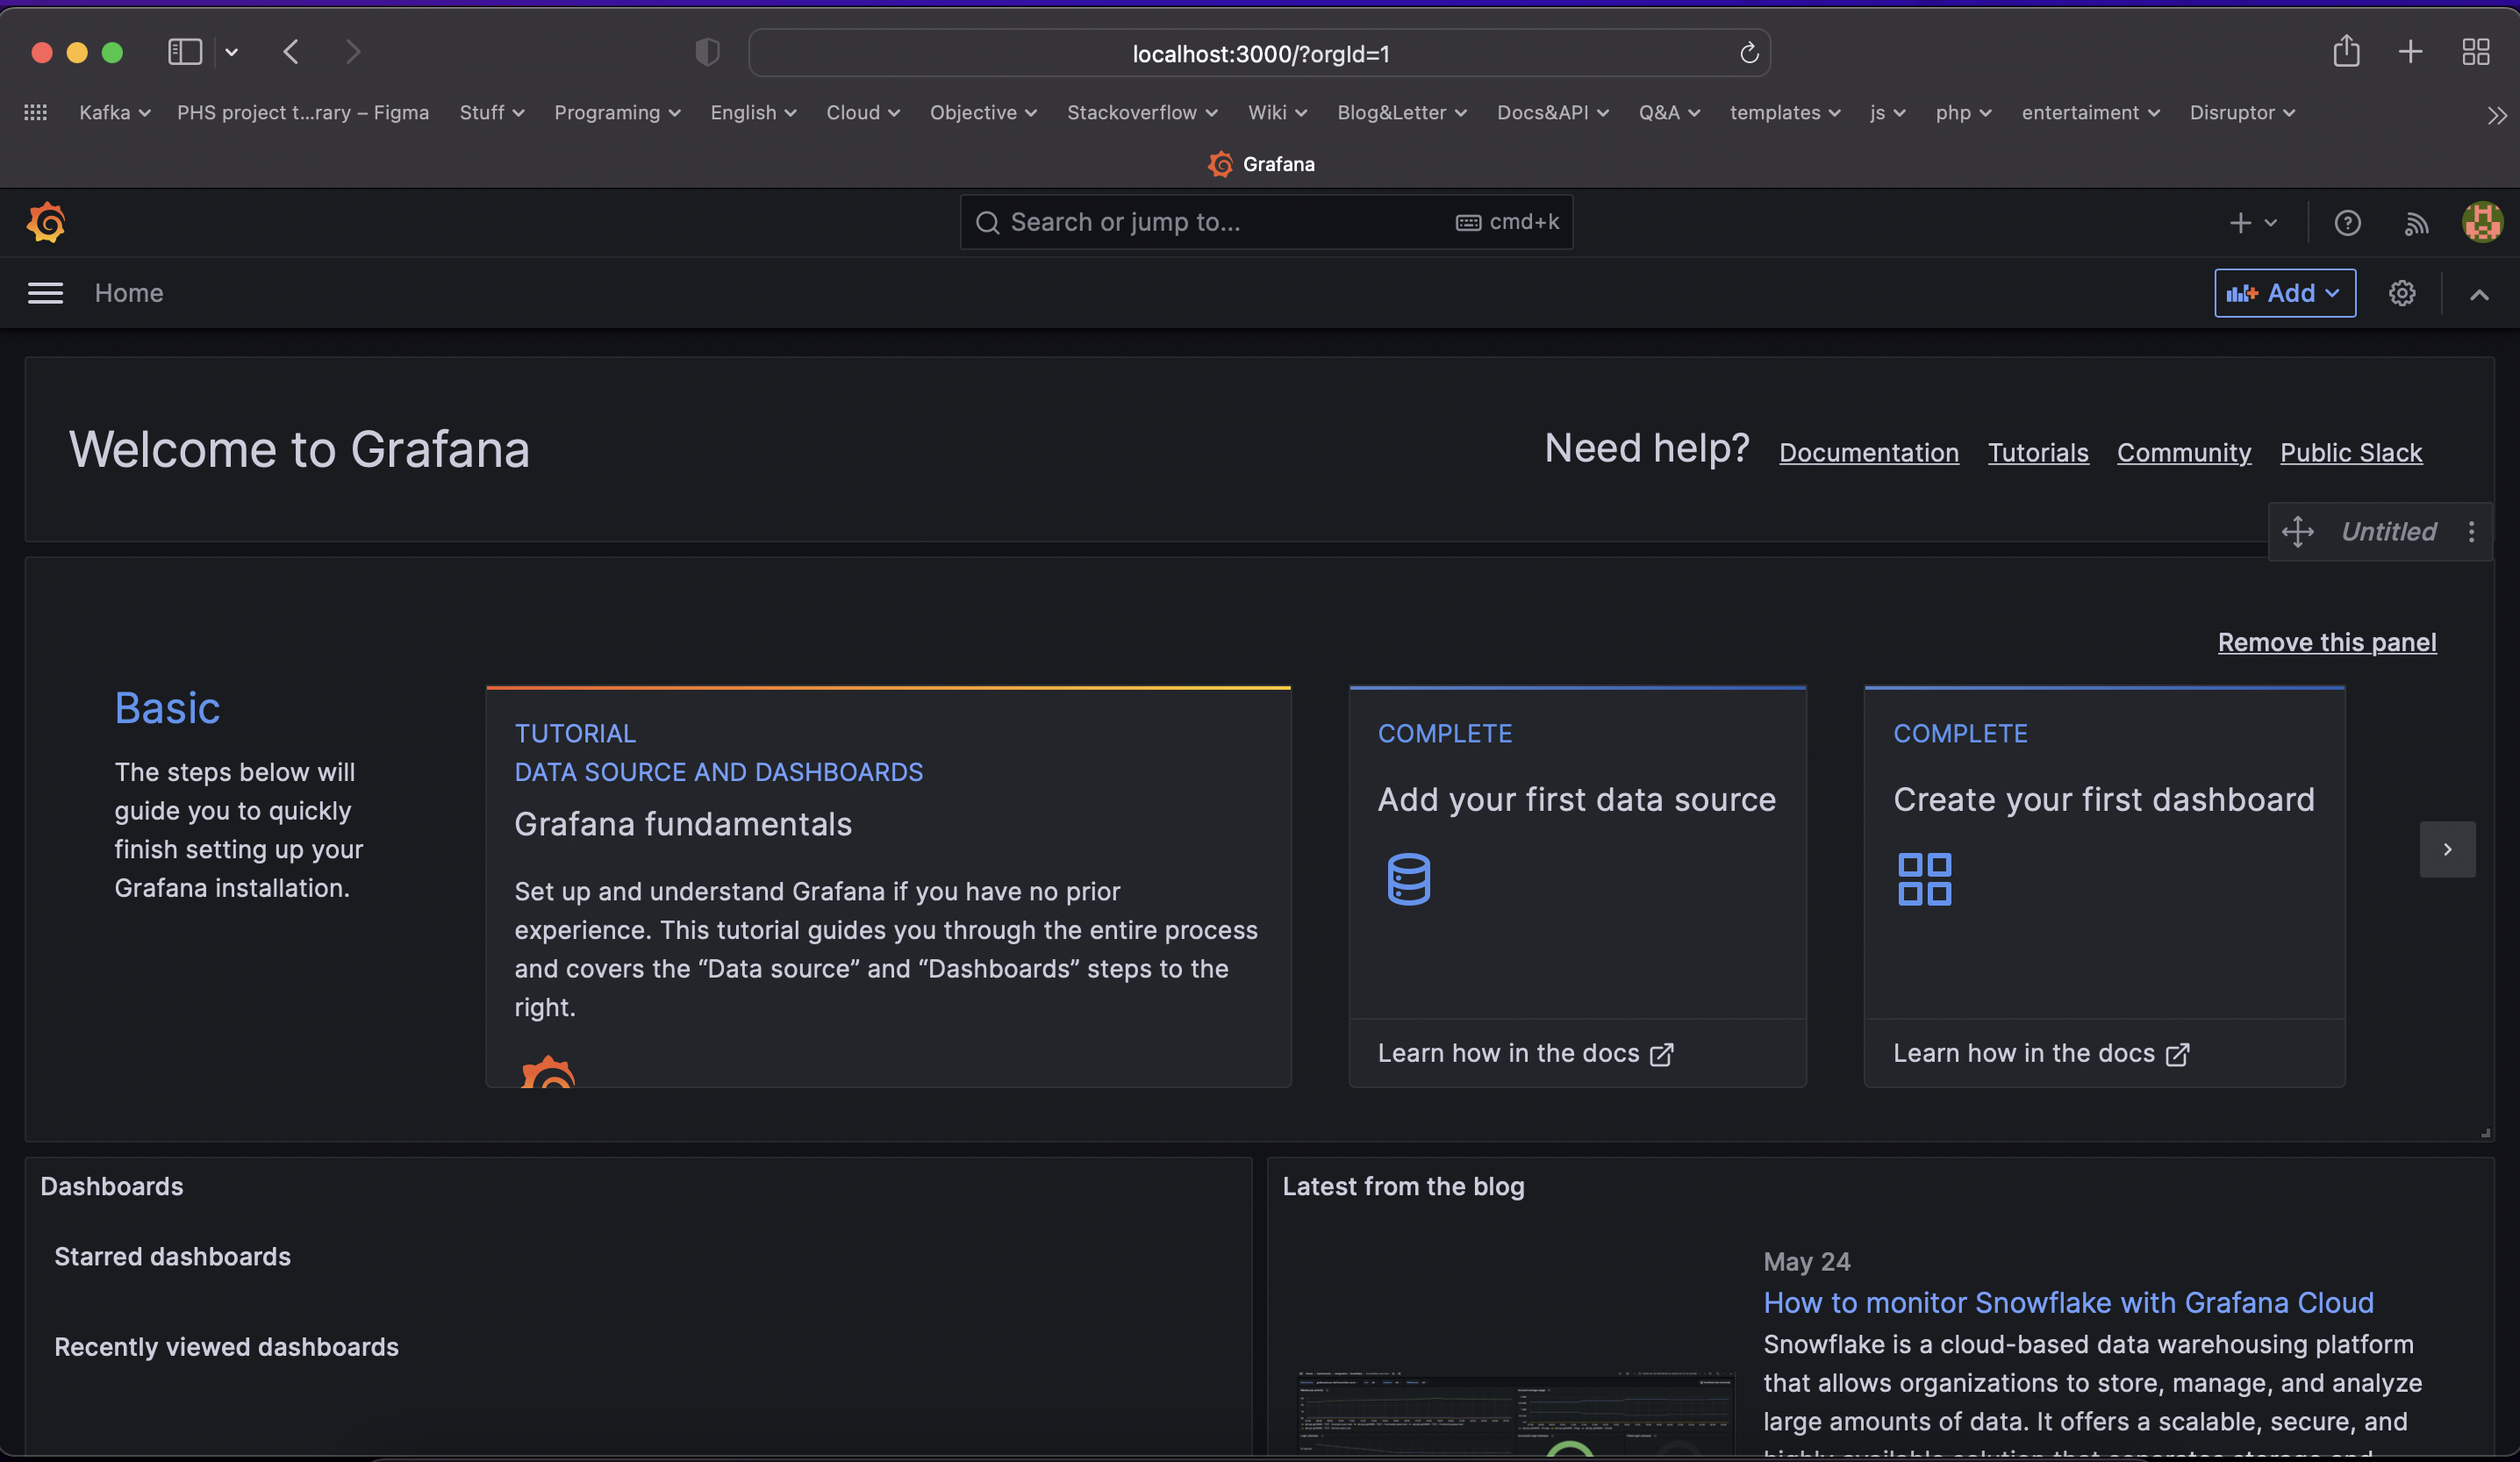 localhost:3000/?orgId=1
Kafka PHS project t...rary – Figma Stuff Programing English Cloud Objective Stackoverflow Wiki Blog&Letter Docs&API Q&A templates js php entertaiment Disruptor
Grafana
Search or jump to... cmd+k
Home
Add
Welcome to Grafana
Need help? Documentation Tutorials Community Public Slack
Untitled
Remove this panel
Basic
The steps below will
guide you to quickly
finish setting up your
Grafana installation.
TUTORIAL
DATA SOURCE AND DASHBOARDS
Grafana fundamentals
Set up and understand Grafana if you have no prior
experience. This tutorial guides you through the entire process
and covers the “Data source” and “Dashboards” steps to the
right.
COMPLETE
Add your first data source
Learn how in the docs
COMPLETE
Create your first dashboard
Learn how in the docs
Dashboards
Starred dashboards
Recently viewed dashboards
Latest from the blog
May 24
How to monitor Snowflake with Grafana Cloud
Snowflake is a cloud-based data warehousing platform
that allows organizations to store, manage, and analyze
large amounts of data. It offers a scalable, secure, and
highly available solution that separates storage and